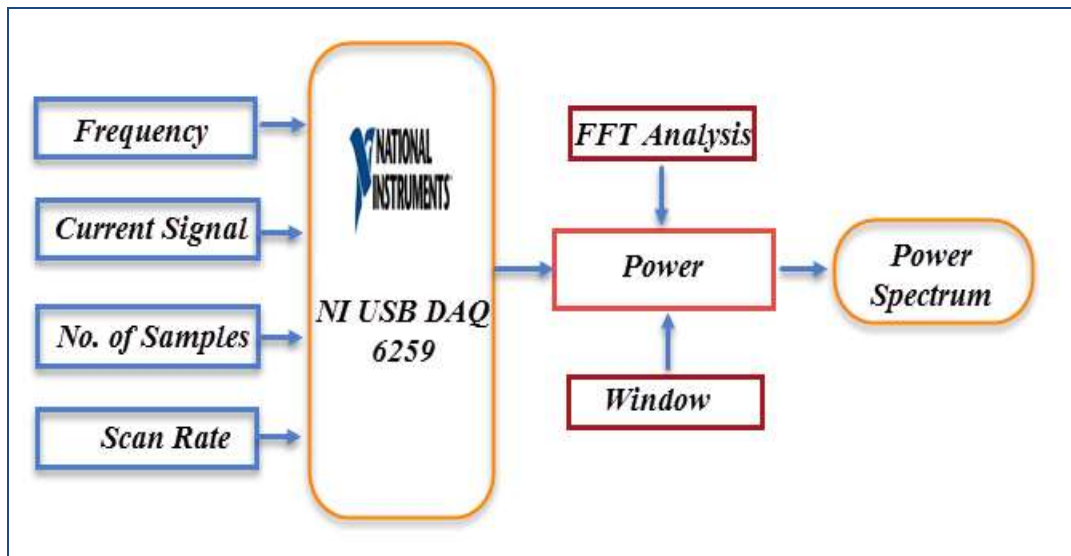 Frequency
Current Signal
No. of Samples
Scan Rate
NATIONAL
INSTRUMENTS
NI USB DAQ
6259
FFT Analysis
Power
Window
Power
Spectrum